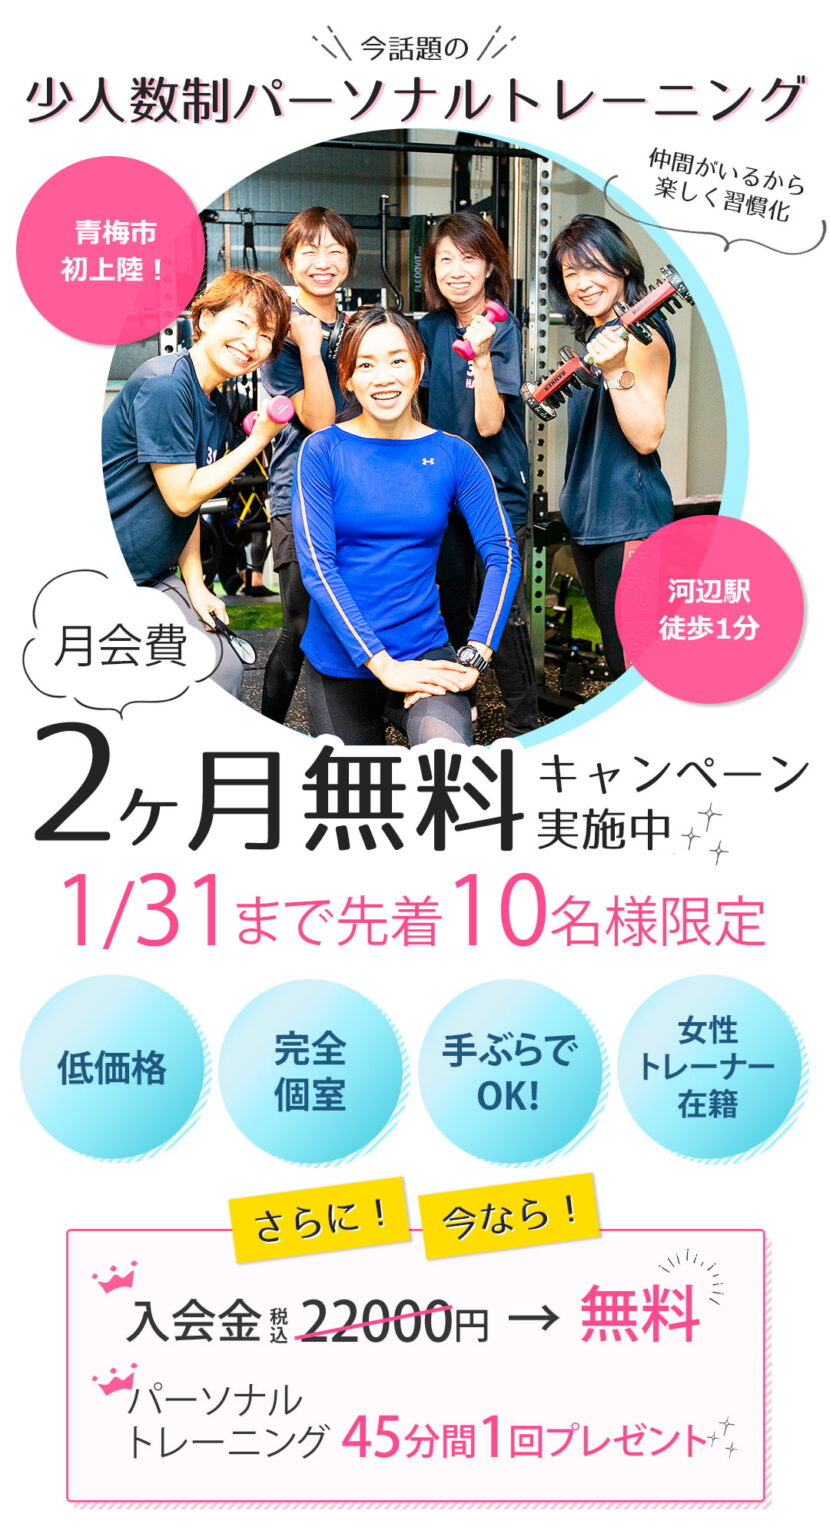 今話題の
少人数制パーソナルトレーニング
仲間がいるから
楽しく習慣化
青梅市
初上陸！
FLEDOVIT
BARKER
河辺駅
徒歩1分
月会費
2ヶ月無料キャンペーン
実施中
1/31まで先着10名様限定
低価格
完全
個室
手ぶらで
OK!
女性
トレーナー
在籍
さらに！
今なら！
入会金税込22000円→無料
パーソナル
トレーニング 45分間1回プレゼント